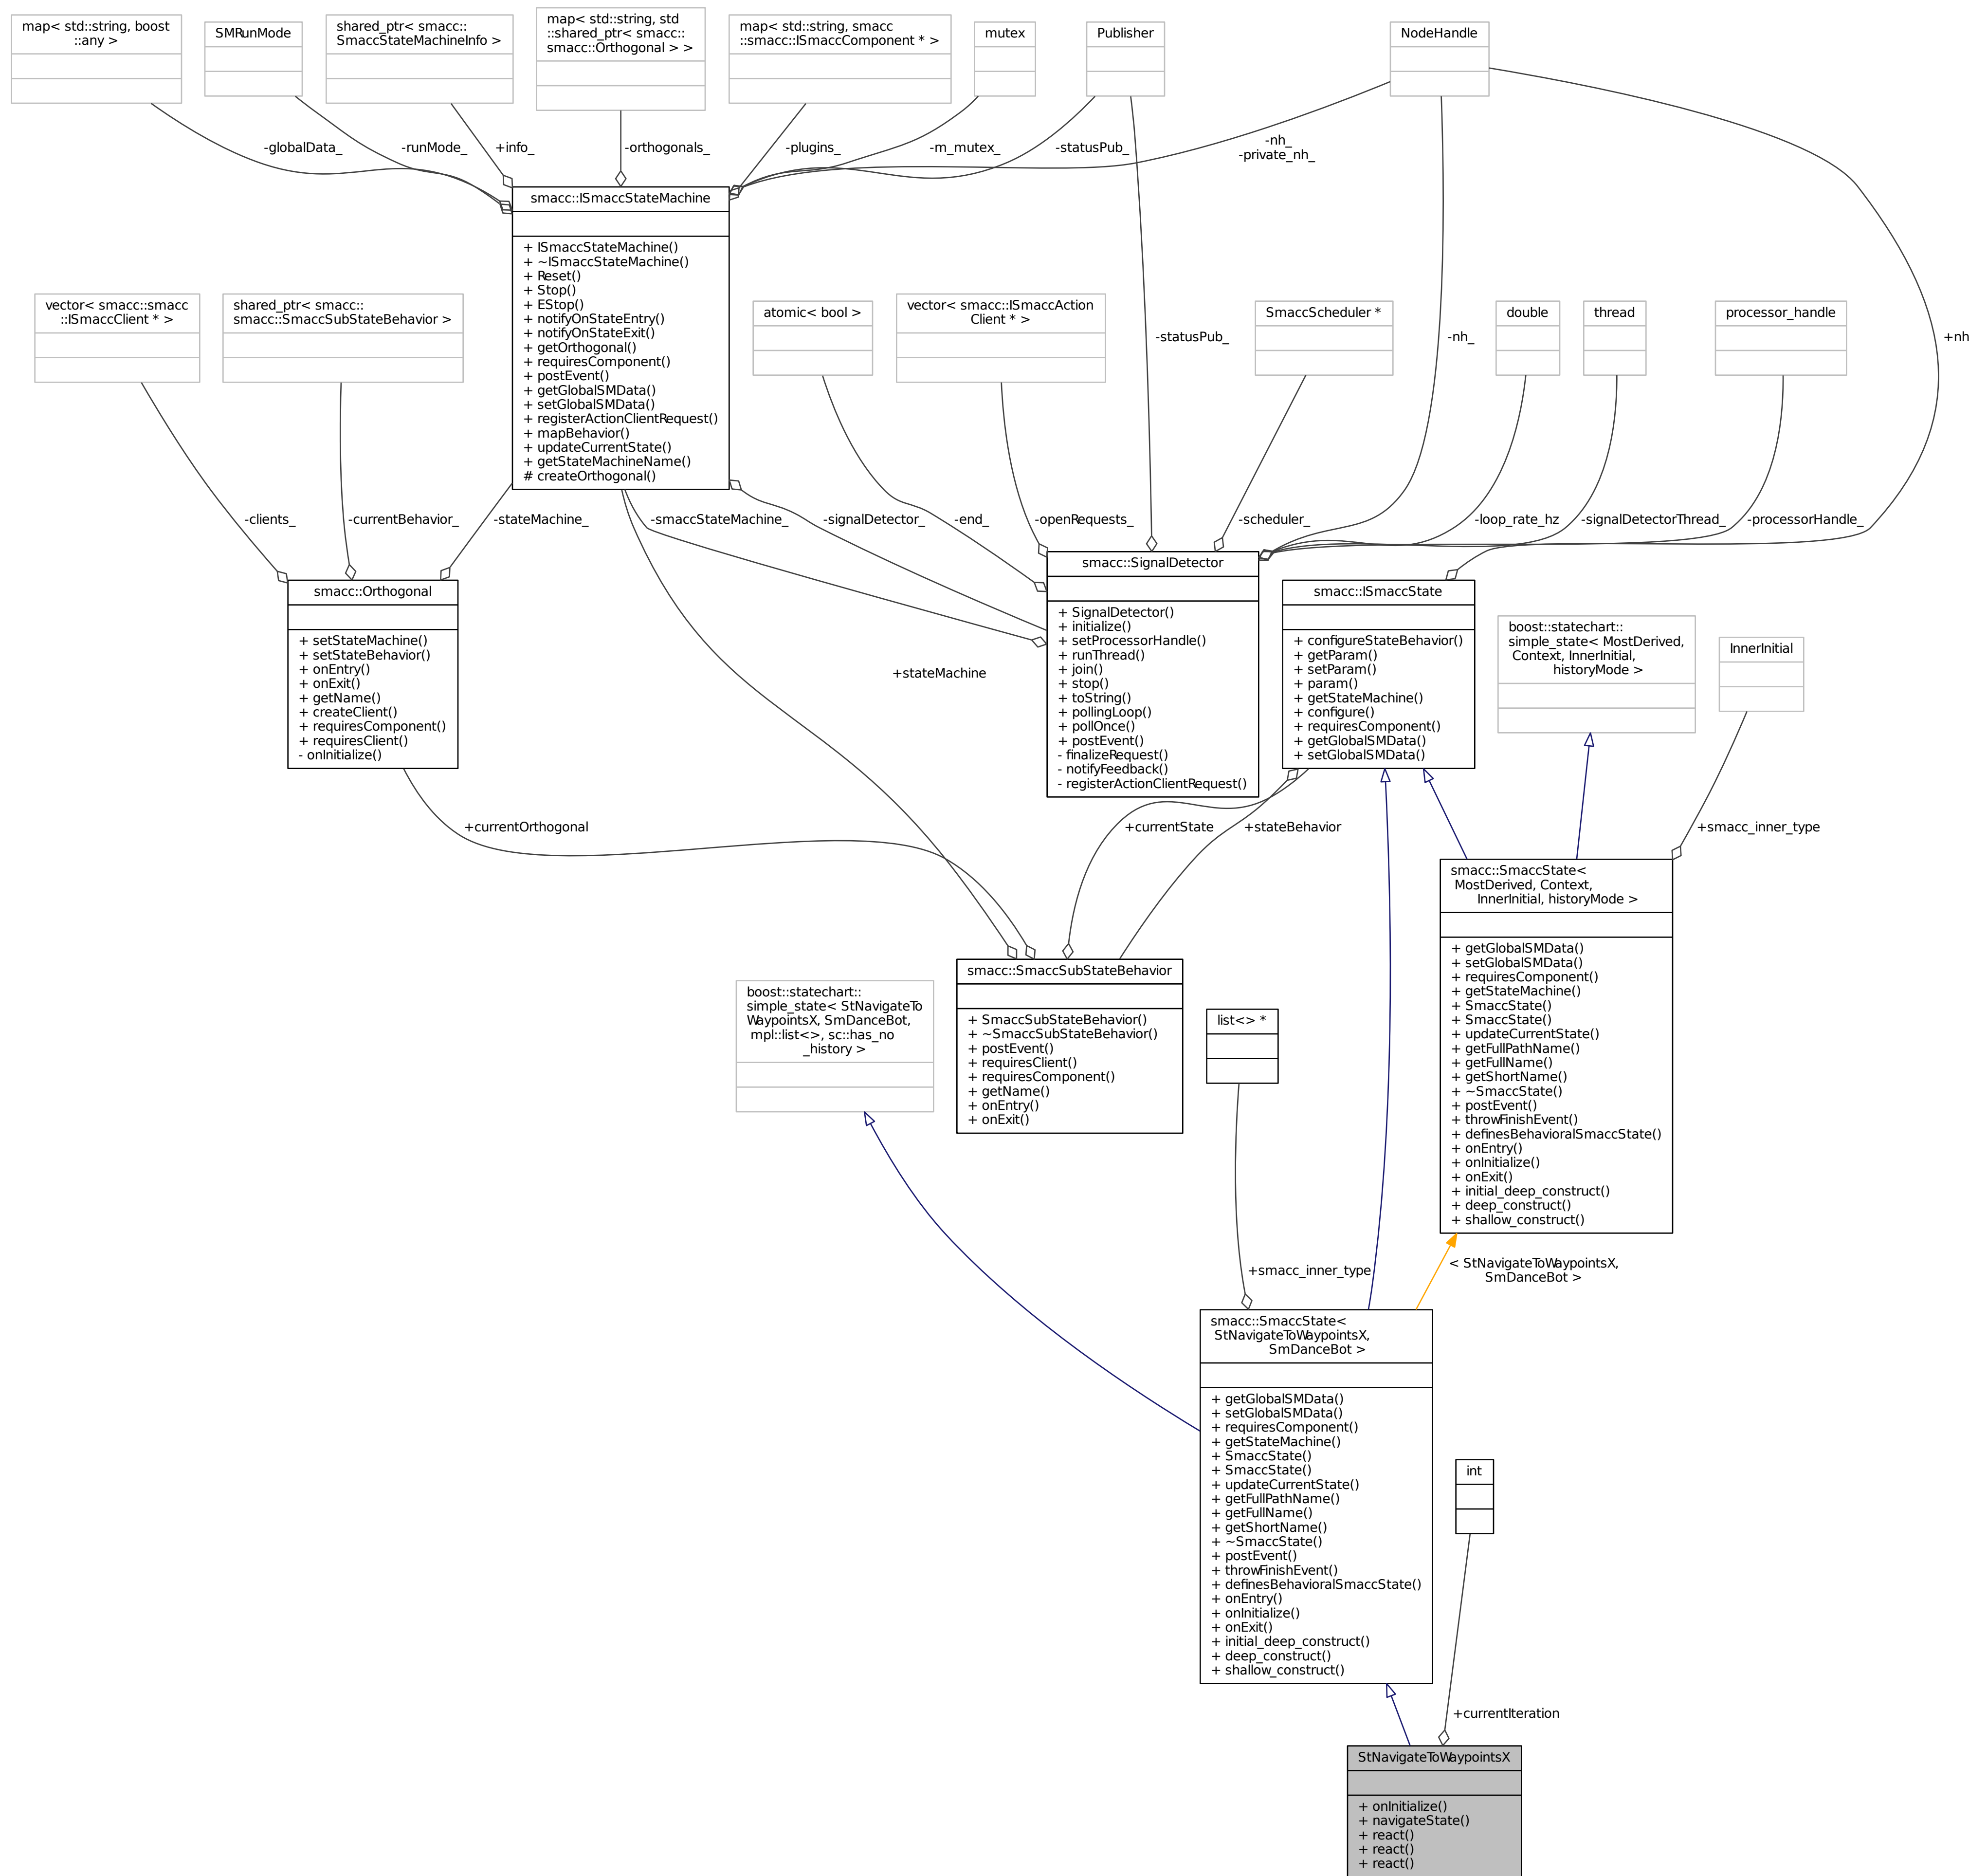 map< std::string, boost
::any >
SMRunMode
shared_ptr< smacc::
SmaccStateMachineInfo >
map< std::string, std
::shared_ptr< smacc::
smacc::Orthogonal > >
map< std::string, smacc
::smacc::ISmaccComponent * >
mutex
Publisher
NodeHandle
-globalData_
-runMode_
+info_
-orthogonals_
-plugins_
-m_mutex_
-statusPub_
-nh_
-private_nh_
smacc::ISmaccStateMachine
+ ISmaccStateMachine()
+ ~ISmaccStateMachine()
+ Reset()
+ Stop()
+ EStop()
+ notifyOnStateEntry()
+ notifyOnStateExit()
+ getOrthogonal()
+ requiresComponent()
+ postEvent()
+ getGlobalSMData()
+ setGlobalSMData()
+ registerActionClientRequest()
+ mapBehavior()
+ updateCurrentState()
+ getStateMachineName()
# createOrthogonal()
vector< smacc::smacc
::ISmaccClient * >
shared_ptr< smacc::
smacc::SmaccSubStateBehavior >
atomic< bool >
vector< smacc::ISmaccAction
Client * >
SmaccScheduler *
double
thread
processor_handle
-statusPub_
-nh_
+nh
-clients_
-currentBehavior_
-stateMachine_
-smaccStateMachine_
-signalDetector_
-end_
-openRequests_
-scheduler_
-loop_rate_hz
-signalDetectorThread_
-processorHandle_
smacc::Orthogonal
+ setStateMachine()
+ setStateBehavior()
+ onEntry()
+ onExit()
+ getName()
+ createClient()
+ requiresComponent()
+ requiresClient()
- onInitialize()
smacc::SignalDetector
+ SignalDetector()
+ initialize()
+ setProcessorHandle()
+ runThread()
+ join()
+ stop()
+ toString()
+ pollingLoop()
+ pollOnce()
+ postEvent()
- finalizeRequest()
- notifyFeedback()
- registerActionClientRequest()
smacc::ISmaccState
+ configureStateBehavior()
+ getParam()
+ setParam()
+ param()
+ getStateMachine()
+ configure()
+ requiresComponent()
+ getGlobalSMData()
+ setGlobalSMData()
boost::statechart::
simple_state< MostDerived,
Context, InnerInitial,
historyMode >
InnerInitial
+stateMachine
+currentOrthogonal
+currentState
+stateBehavior
+smacc_inner_type
smacc::SmaccState<
MostDerived, Context,
InnerInitial, historyMode >
+ getGlobalSMData()
+ setGlobalSMData()
+ requiresComponent()
+ getStateMachine()
+ SmaccState()
+ SmaccState()
+ updateCurrentState()
+ getFullPathName()
+ getFullName()
+ getShortName()
+ ~SmaccState()
+ postEvent()
+ throwFinishEvent()
+ definesBehavioralSmaccState()
+ onEntry()
+ onInitialize()
+ onExit()
+ initial_deep_construct()
+ deep_construct()
+ shallow_construct()
boost::statechart::
simple_state< StNavigateTo
WaypointsX, SmDanceBot,
mpl::list<>, sc::has_no
_history >
smacc::SmaccSubStateBehavior
+ SmaccSubStateBehavior()
+ ~SmaccSubStateBehavior()
+ postEvent()
+ requiresClient()
+ requiresComponent()
+ getName()
+ onEntry()
+ onExit()
list<> *
+smacc_inner_type
< StNavigateToWaypointsX,
SmDanceBot >
smacc::SmaccState<
StNavigateToWaypointsX,
SmDanceBot >
+ getGlobalSMData()
+ setGlobalSMData()
+ requiresComponent()
+ getStateMachine()
+ SmaccState()
+ SmaccState()
+ updateCurrentState()
+ getFullPathName()
+ getFullName()
+ getShortName()
+ ~SmaccState()
+ postEvent()
+ throwFinishEvent()
+ definesBehavioralSmaccState()
+ onEntry()
+ onInitialize()
+ onExit()
+ initial_deep_construct()
+ deep_construct()
+ shallow_construct()
int
+currentIteration
StNavigateToWaypointsX
+ onInitialize()
+ navigateState()
+ react()
+ react()
+ react()